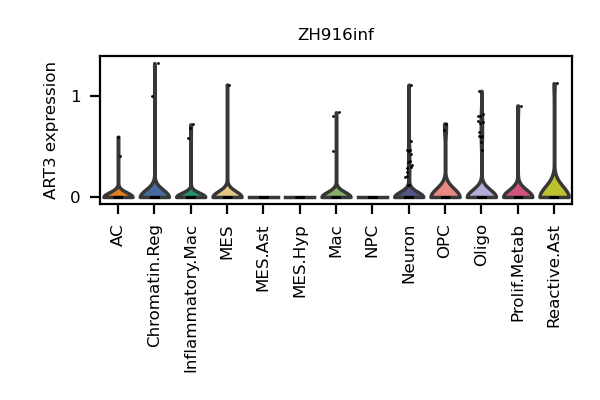 ZH916inf
ART3 expression
1
0
AC
Chromatin.Reg
Inflammatory.Mac
MES
MES.Ast
MES.Hyp
Mac
NPC
Neuron
OPC
Oligo
Prolif.Metab
Reactive.Ast